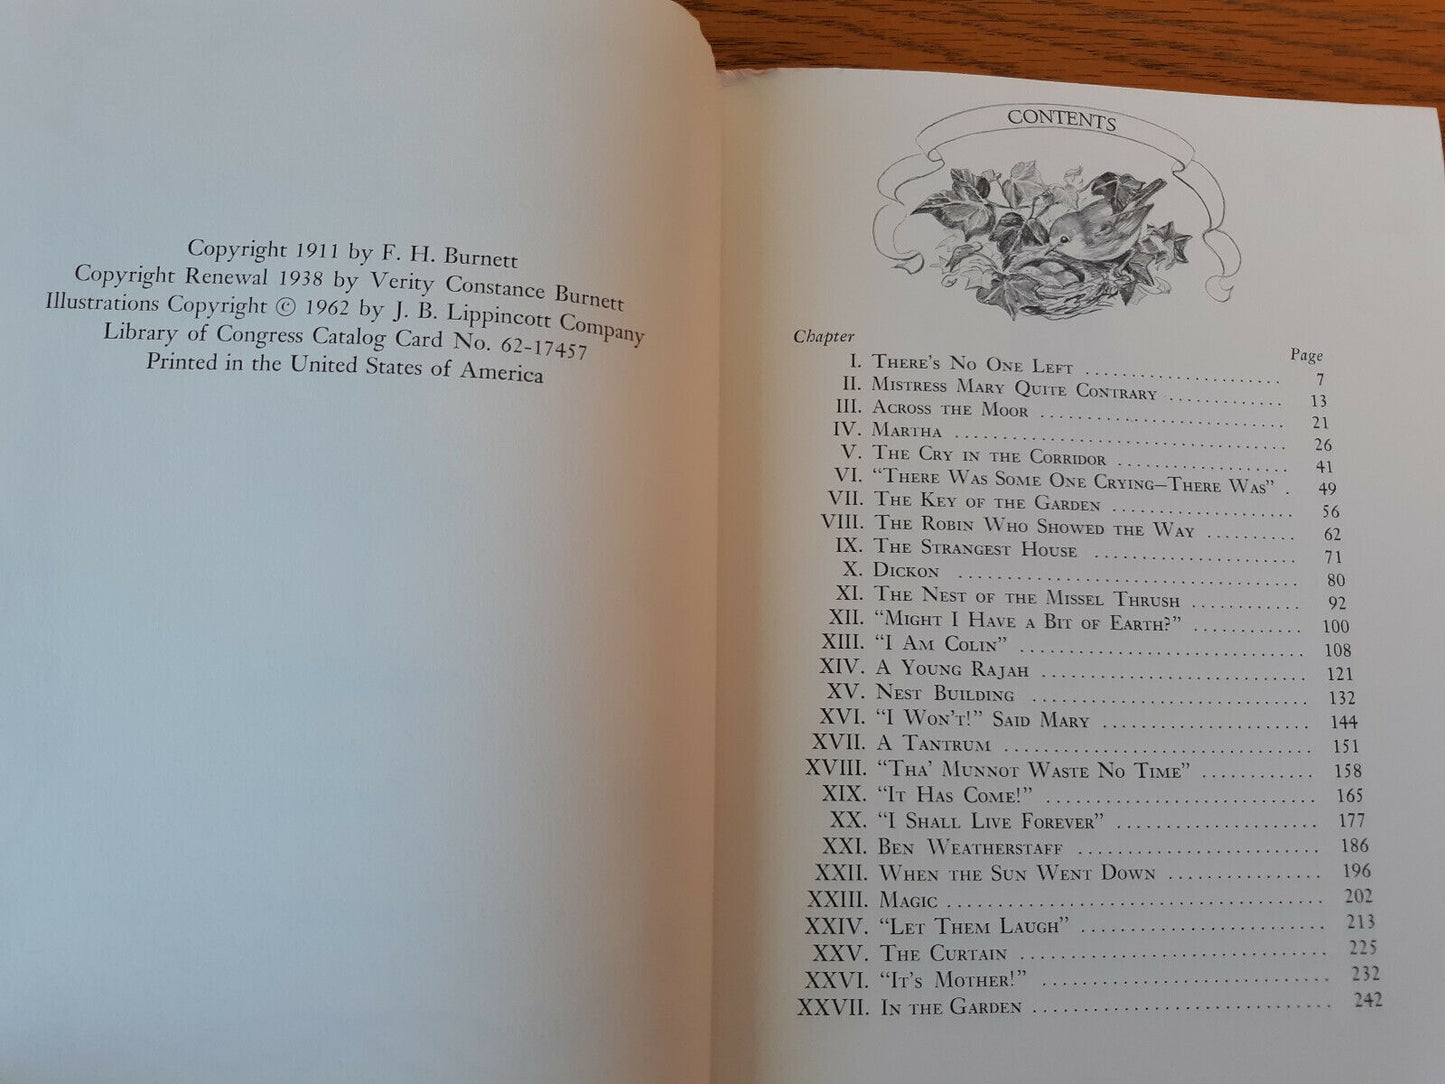 Copyright 1911 by F. H. Burnett
Copyright Renewal 1938 by Verity Constance Burnett
Illustrations Copyright © 1962 by J. B. Lippincott Company
Library of Congress Catalog Card No. 62-17457
Printed in the United States of America
CONTENTS
Chapter Page
I. There's No One Left 7
II. Mistress Mary Quite Contrary 13
III. Across the Moor 21
IV. Martha 26
V. The Cry in the Corridor 41
VI. “There Was Some One Crying—There Was” 49
VII. The Key of the Garden 56
VIII. The Robin Who Showed the Way 62
IX. The Strangest House 71
X. Dickon 80
XI. The Nest of the Missel Thrush 92
XII. “Might I Have a Bit of Earth?” 100
XIII. “I Am Colin” 108
XIV. A Young Rajah 121
XV. Nest Building 132
XVI. “I Won't!” Said Mary 144
XVII. A Tantrum 151
XVIII. “Tha' Munnot Waste No Time” 158
XIX. “It Has Come!” 165
XX. “I Shall Live Forever” 177
XXI. Ben Weatherstaff 186
XXII. When the Sun Went Down 196
XXIII. Magic 202
XXIV. “Let Them Laugh” 213
XXV. The Curtain 225
XXVI. “It's Mother!” 232
XXVII. In the Garden 242